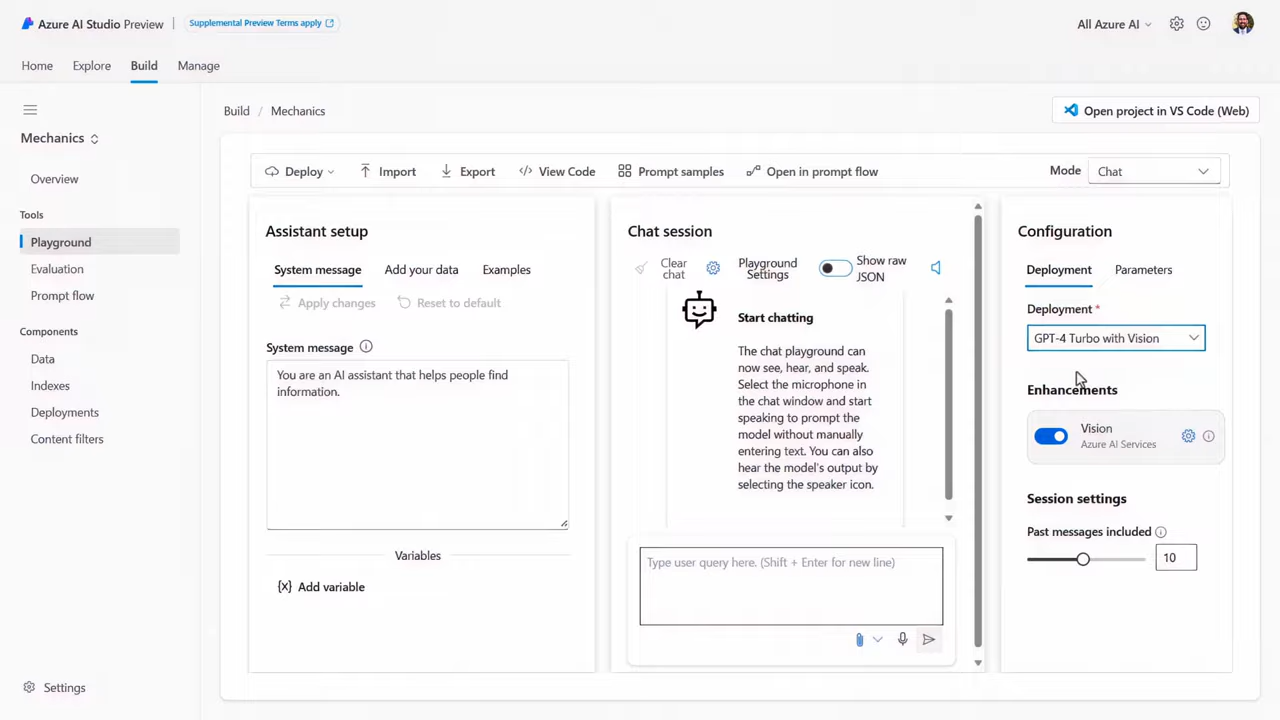 Azure AI Studio Preview
Supplemental Preview Terms apply
All Azure AI
Home
Explore
Build
Manage
Mechanics
Overview
Tools
Playground
Evaluation
Prompt flow
Components
Data
Indexes
Deployments
Content filters
Settings
Build / Mechanics
Open project in VS Code (Web)
Deploy
Import
Export
View Code
Prompt samples
Open in prompt flow
Mode
Chat
Assistant setup
System message
Add your data
Examples
Apply changes
Reset to default
System message
You are an AI assistant that helps people find
information.
Variables
{x} Add variable
Chat session
Clear
chat
Playground
Settings
Show raw
JSON
Start chatting
The chat playground can
now see, hear, and speak.
Select the microphone in
the chat window and start
speaking to prompt the
model without manually
entering text. You can also
hear the model's output by
selecting the speaker icon.
Type user query here. (Shift + Enter for new line)
Configuration
Deployment
Parameters
Deployment *
GPT-4 Turbo with Vision
Enhancements
Vision
Azure AI Services
Session settings
Past messages included
10